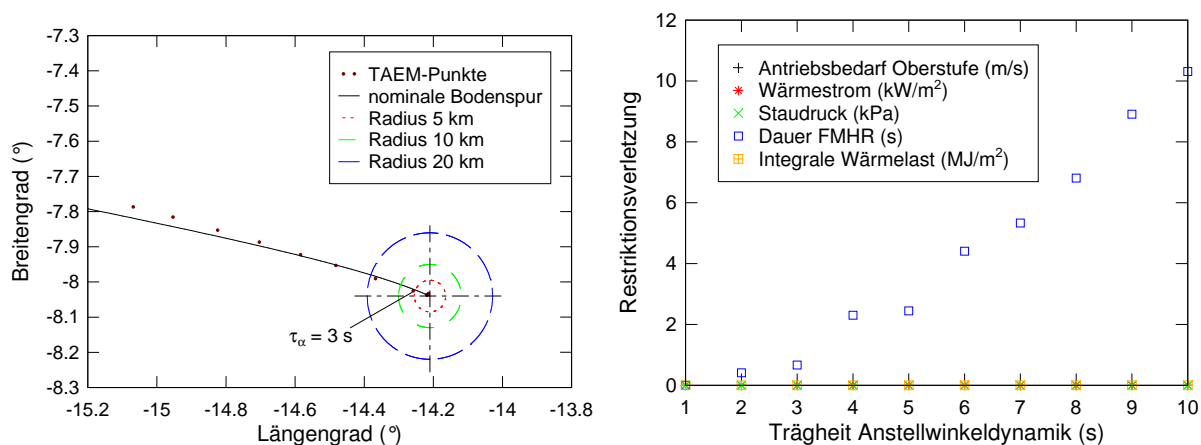 -7.3
-7.4
-7.5
-7.6
-7.7
-7.8
-7.9
-8
-8.1
-8.2
-8.3
Breitengrad (°)
TAEM-Punkte
nominale Bodenspur
Radius 5 km
Radius 10 km
Radius 20 km
τα = 3 s
-15.2 -15 -14.8 -14.6 -14.4 -14.2 -14 -13.8
Längengrad (°)
12
10
8
6
4
2
0
Restriktionsverletzung
Antriebsbedarf Oberstufe (m/s)
Wärmestrom (kW/m²)
Staudruck (kPa)
Dauer FMHR (s)
Integrale Wärmelast (MJ/m²)
1 2 3 4 5 6 7 8 9 10
Trägheit Anstellwinkeldynamik (s)